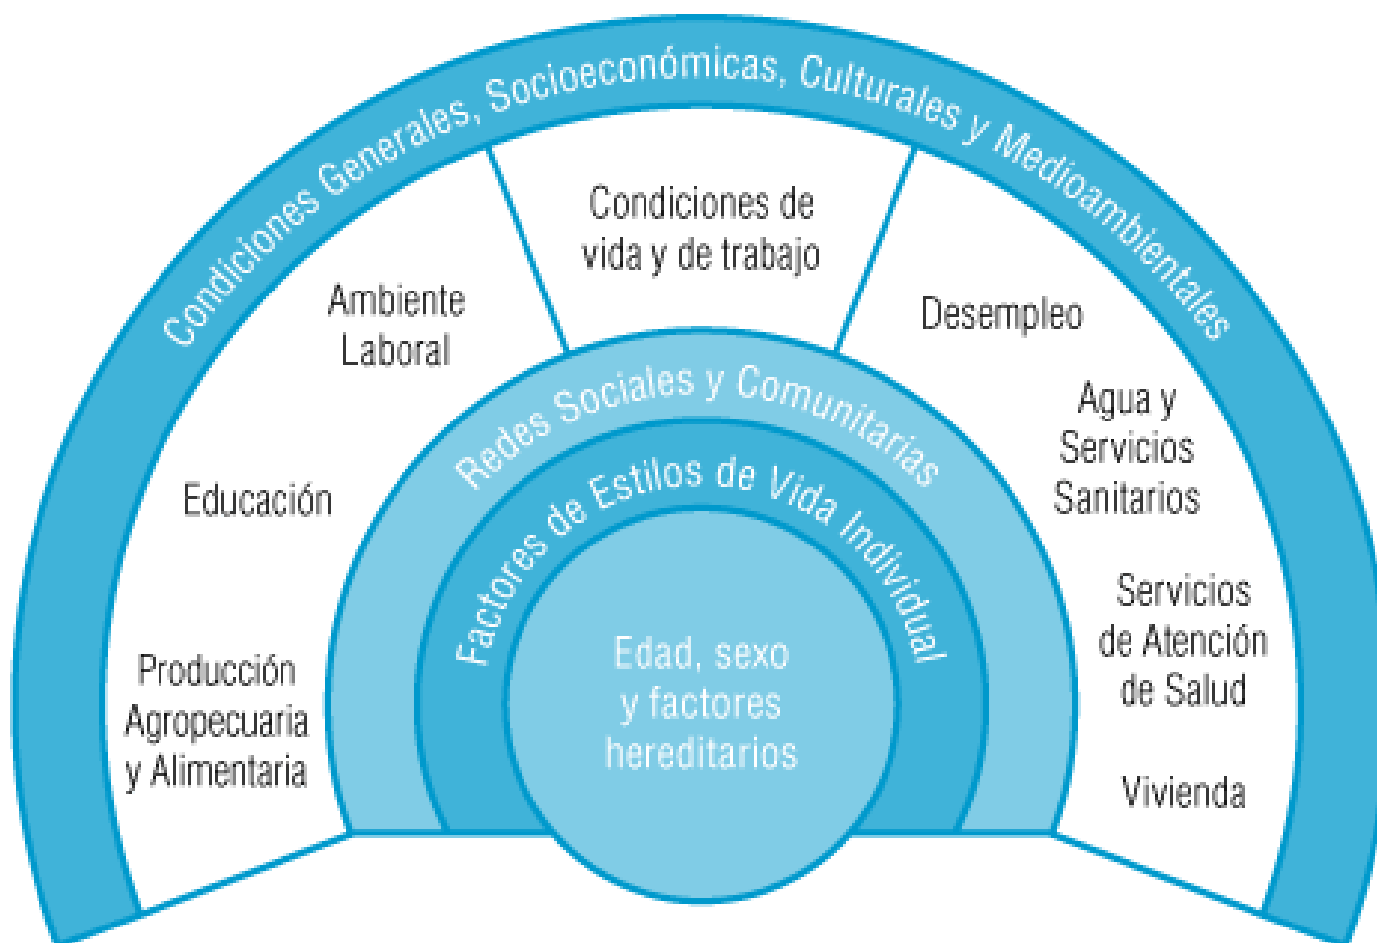 Condiciones Generales, Socioeconómicas, Culturales y Medioambientales
Condiciones de
vida y de trabajo
Ambiente
Laboral
Educación
Producción
Agropecuaria
y Alimentaria
Desempleo
Agua y
Servicios
Sanitarios
Servicios
de Atención
de Salud
Vivienda
Redes Sociales y Comunitarias
Factores de Estilos de Vida Individual
Edad, sexo
y factores
hereditarios